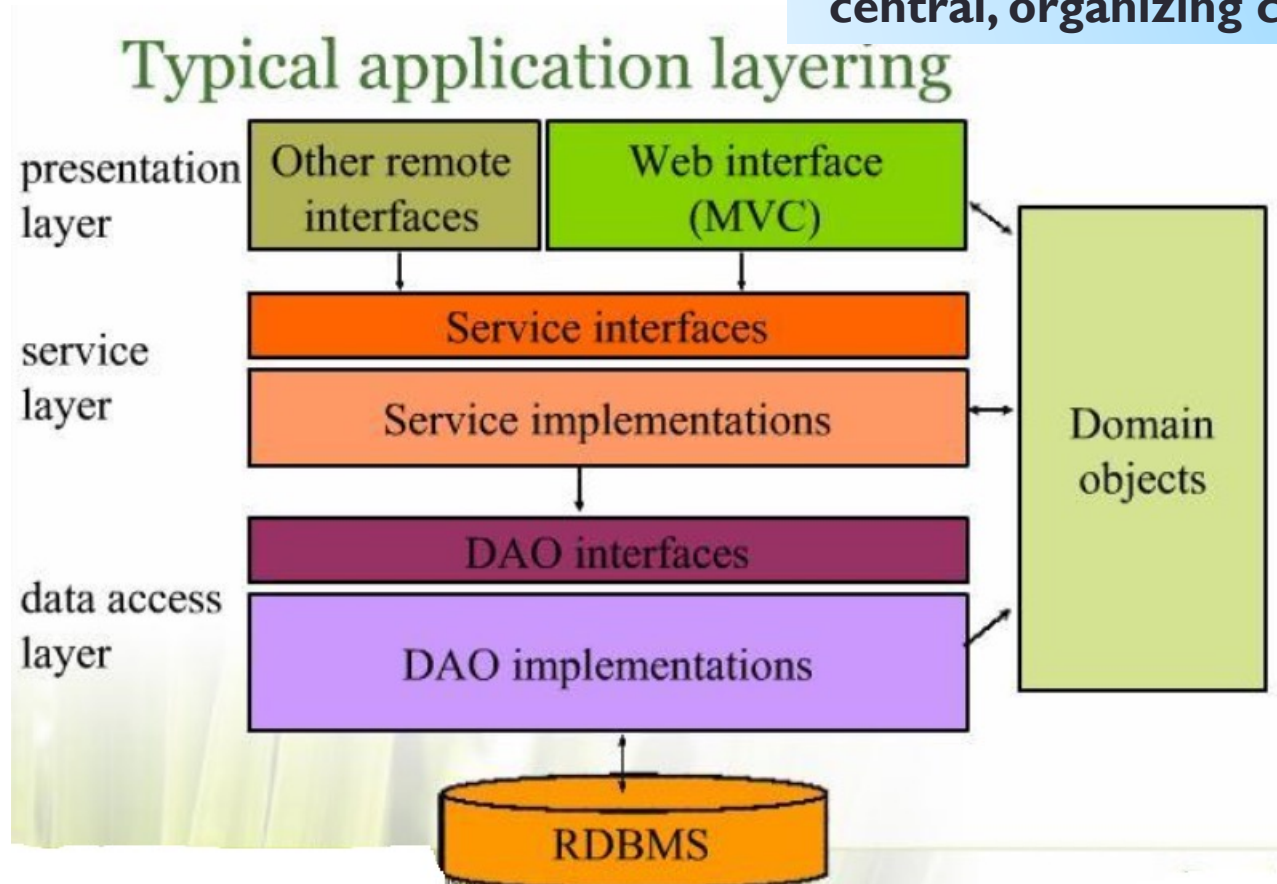 central, organizing
Typical application layering
presentation
layer
Other remote
interfaces
Web interface
(MVC)
service
layer
Service interfaces
Service implementations
Domain
objects
data access
layer
DAO interfaces
DAO implementations
RDBMS